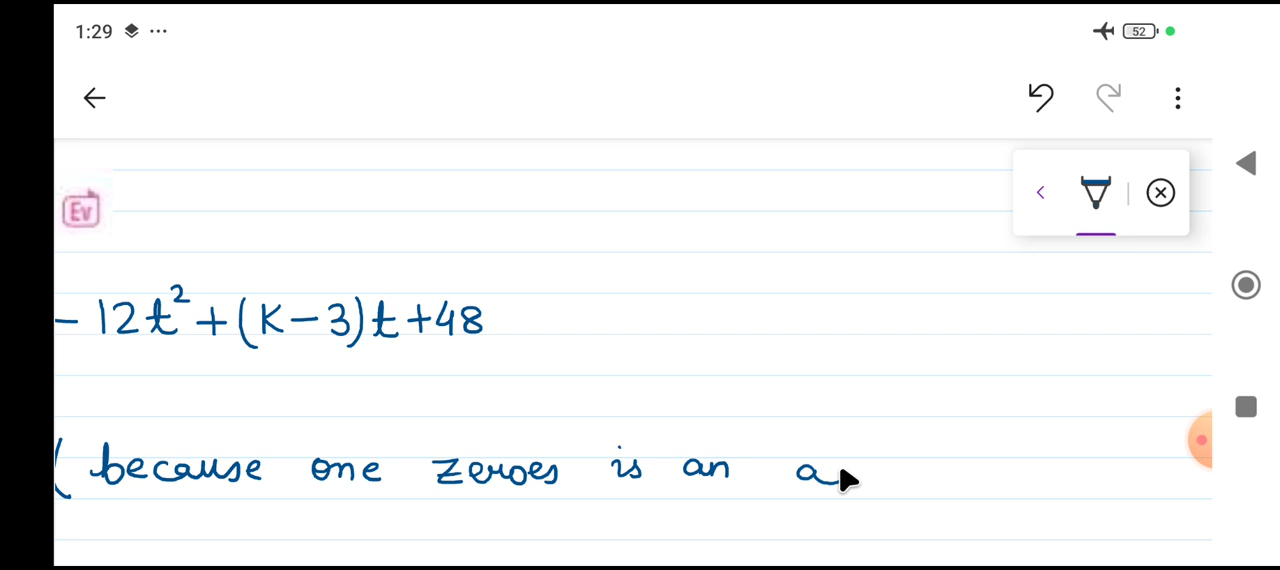 1:29 ...
52
Ev
- 12t² + (K-3)t + 48
( because one zeroes is an a